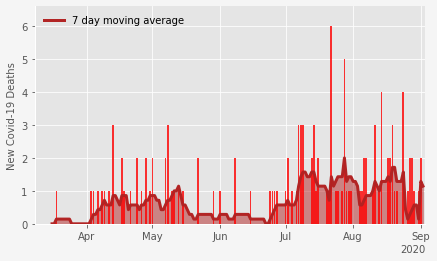 7 day moving average
New Covid-19 Deaths
6
5
4
3
2
1
0
Apr
May
Jun
Jul
Aug
Sep
2020